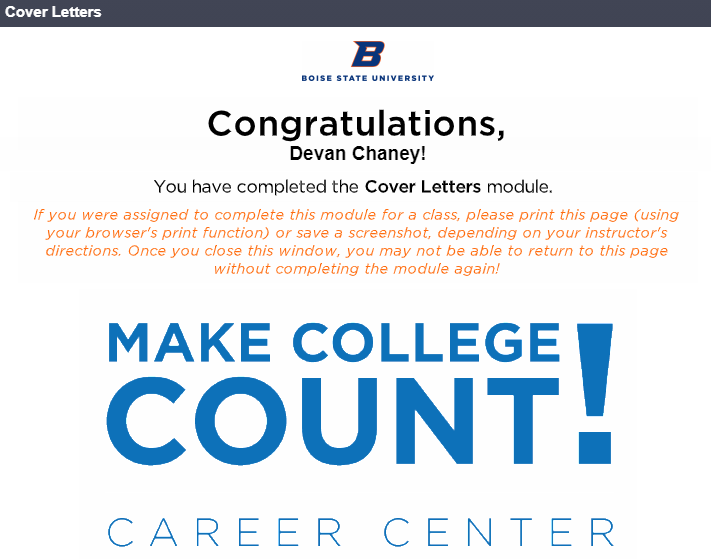 Cover Letters
B
BOISE STATE UNIVERSITY
Congratulations,
Devan Chaney!
You have completed the Cover Letters module.
If you were assigned to complete this module for a class, please print this page (using
your browser's print function) or save a screenshot, depending on your instructor's
directions. Once you close this window, you may not be able to return to this page
without completing the module again!
MAKE COLLEGE
COUNT!
CAREER CENTER